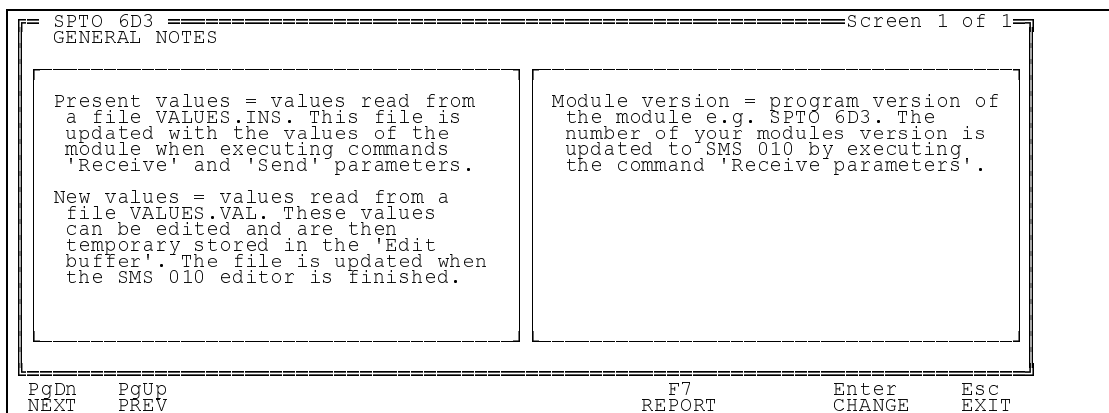 SPTO 6D3 Screen 1 of 1
GENERAL NOTES
Present values = values read from
a file VALUES.INS. This file is
updated with the values of the
module when executing commands
'Receive' and 'Send' parameters.
New values = values read from a
file VALUES.VAL. These values
can be edited and are then
temporary stored in the 'Edit
buffer'. The file is updated when
the SMS 010 editor is finished.
Module version = program version of
the module e.g. SPTO 6D3. The
number of your modules version is
updated to SMS 010 by executing
the command 'Receive parameters'.
PgDn PgUp F7 Enter Esc
NEXT PREV REPORT CHANGE EXIT